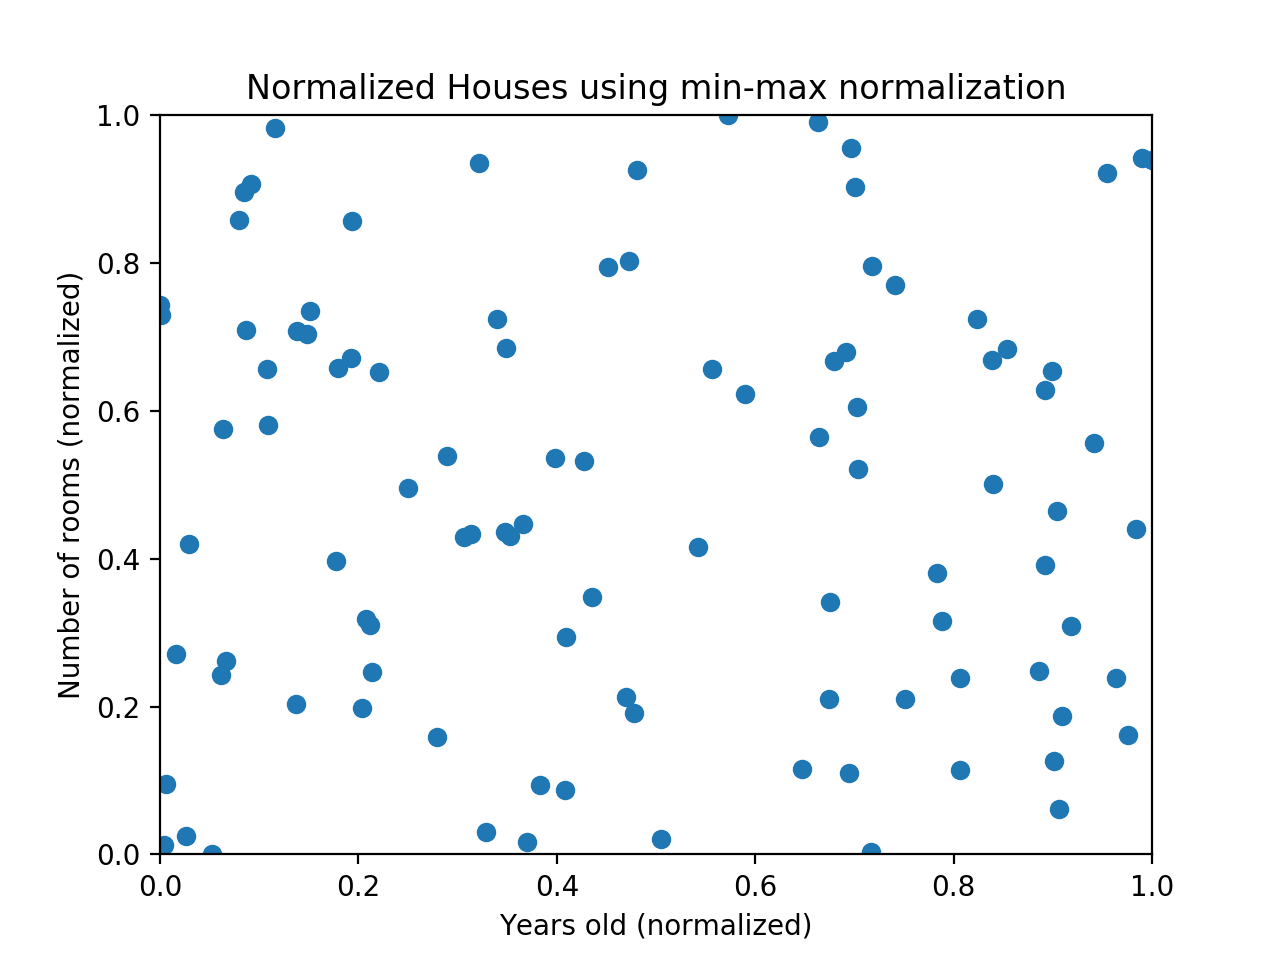 Normalized Houses using min-max normalization
1.0
0.8
0.6
0.4
0.2
0.0
Number of rooms (normalized)
0.0 0.2 0.4 0.6 0.8 1.0
Years old (normalized)